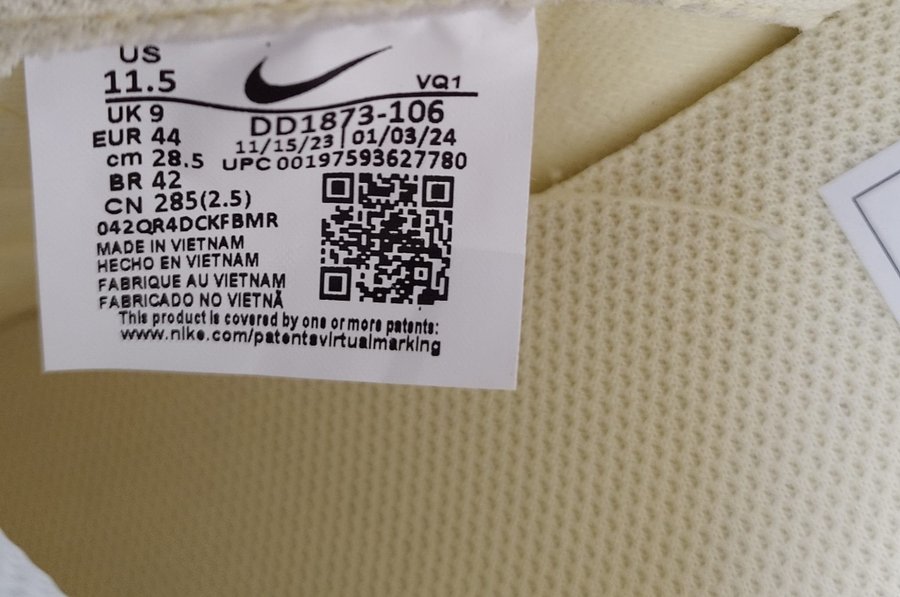 US
11.5
VQ1
UK 9
DD1873-106
EUR 44
11/15/23 | 01/03/24
cm 28.5
UPC 00197593627780
BR 42
CN 285(2.5)
042QR4DCKFBMR
MADE IN VIETNAM
HECHO EN VIETNAM
FABRIQUE AU VIETNAM
FABRICADO NO VIETNÃ
This product is covered by one or more patents:
www.nike.com/patentsvirtualmarking